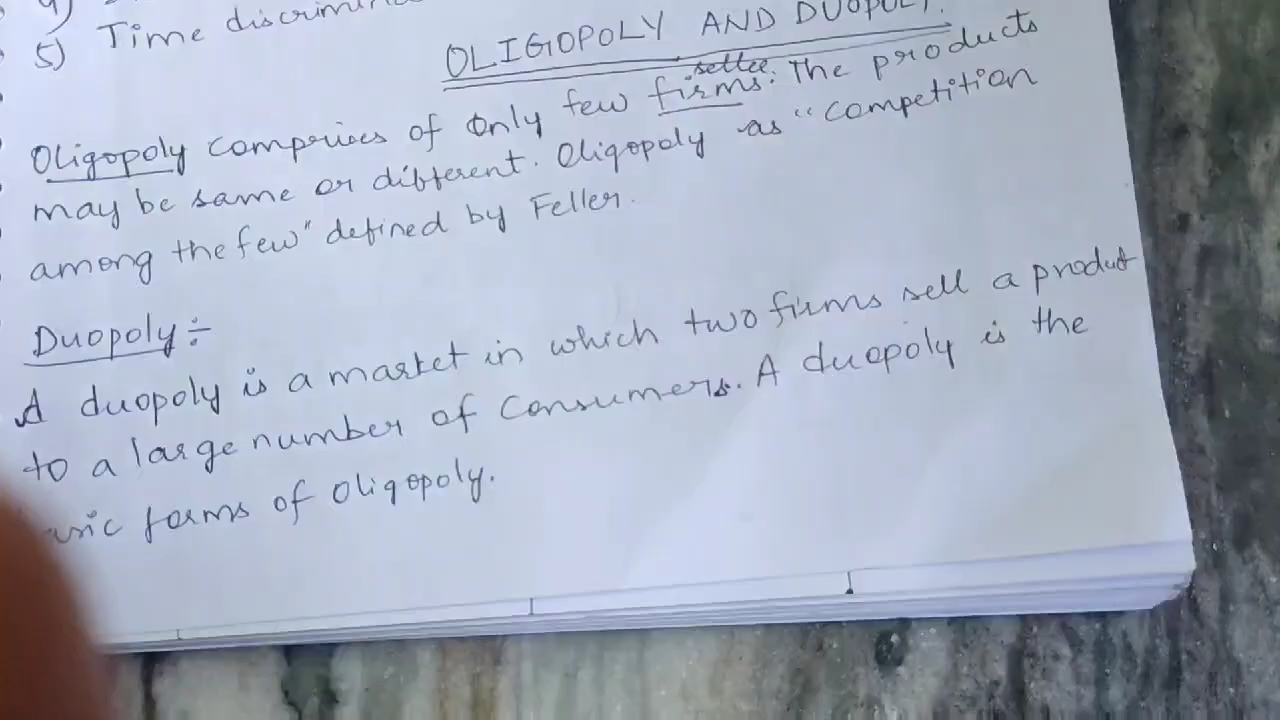 5) Time discrimina
OLIGOPOLY AND DUOPOLY.
seller
Oligopoly comprises of only few firms. The products
may be same or different. Oligopoly as "competition
among the few" defined by Feller.
Duopoly ÷
A duopoly is a market in which two firms sell a product
to a large number of consumers. A duopoly is the
forms of oligopoly.